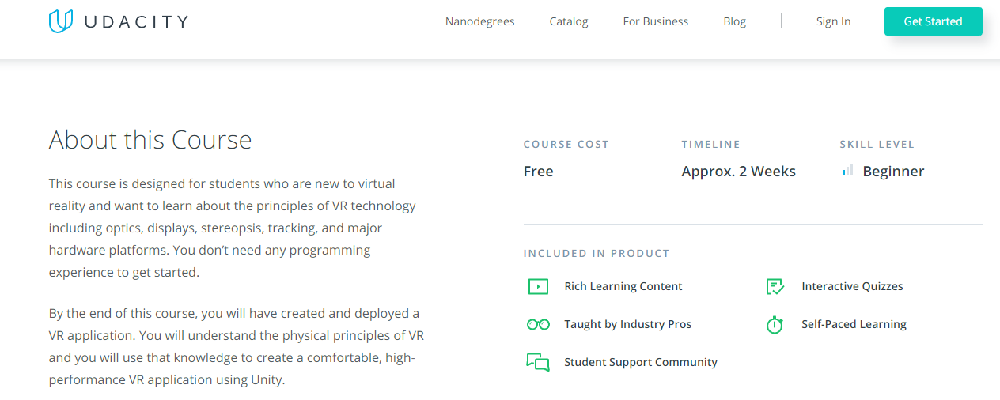 UDACITY
Nanodegrees
Catalog
For Business
Blog
Sign In
Get Started
About this Course
This course is designed for students who are new to virtual
reality and want to learn about the principles of VR technology
including optics, displays, stereopsis, tracking, and major
hardware platforms. You don’t need any programming
experience to get started.
By the end of this course, you will have created and deployed a
VR application. You will understand the physical principles of VR
and you will use that knowledge to create a comfortable, high-
performance VR application using Unity.
COURSE COST
Free
TIMELINE
Approx. 2 Weeks
SKILL LEVEL
Beginner
INCLUDED IN PRODUCT
Rich Learning Content
Interactive Quizzes
Taught by Industry Pros
Self-Paced Learning
Student Support Community